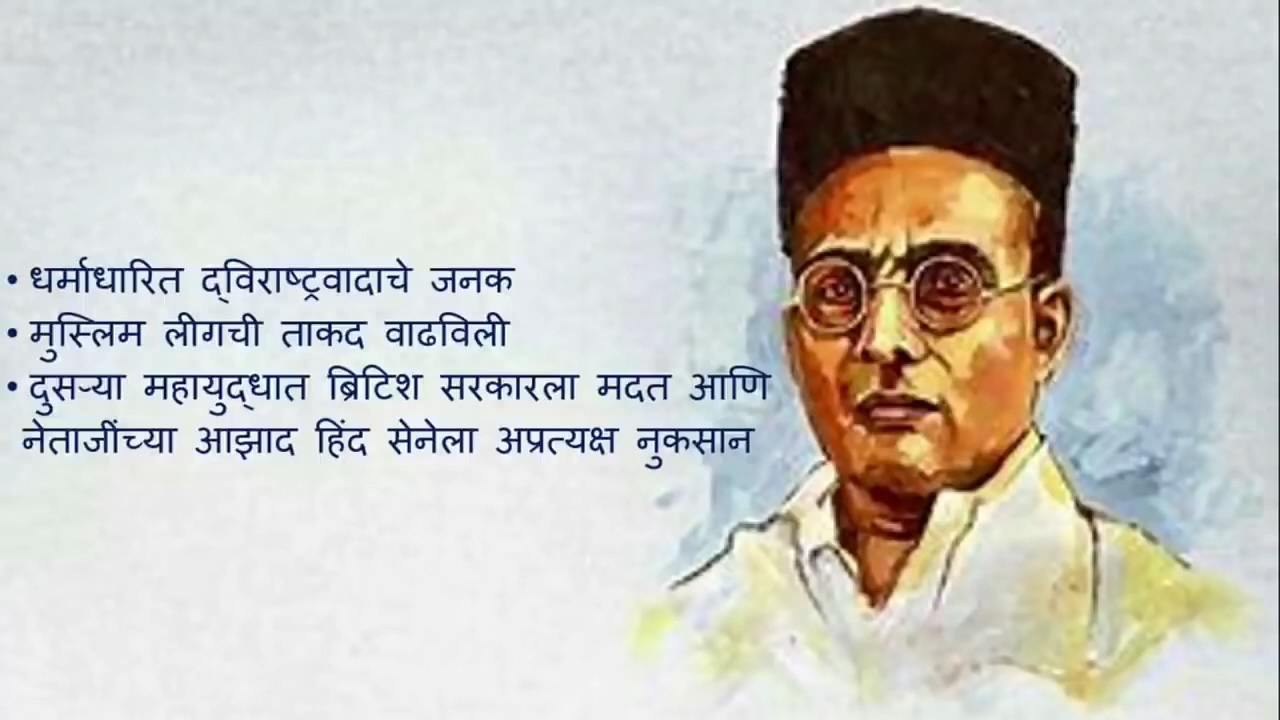 • धर्माधारित द्विराष्ट्रवादाचे जनक
• मुस्लिम लीगची ताकद वाढविली
• दुसऱ्या महायुद्धात ब्रिटिश सरकारला मदत आणि
नेताजींच्या आझाद हिंद सेनेला अप्रत्यक्ष नुकसान